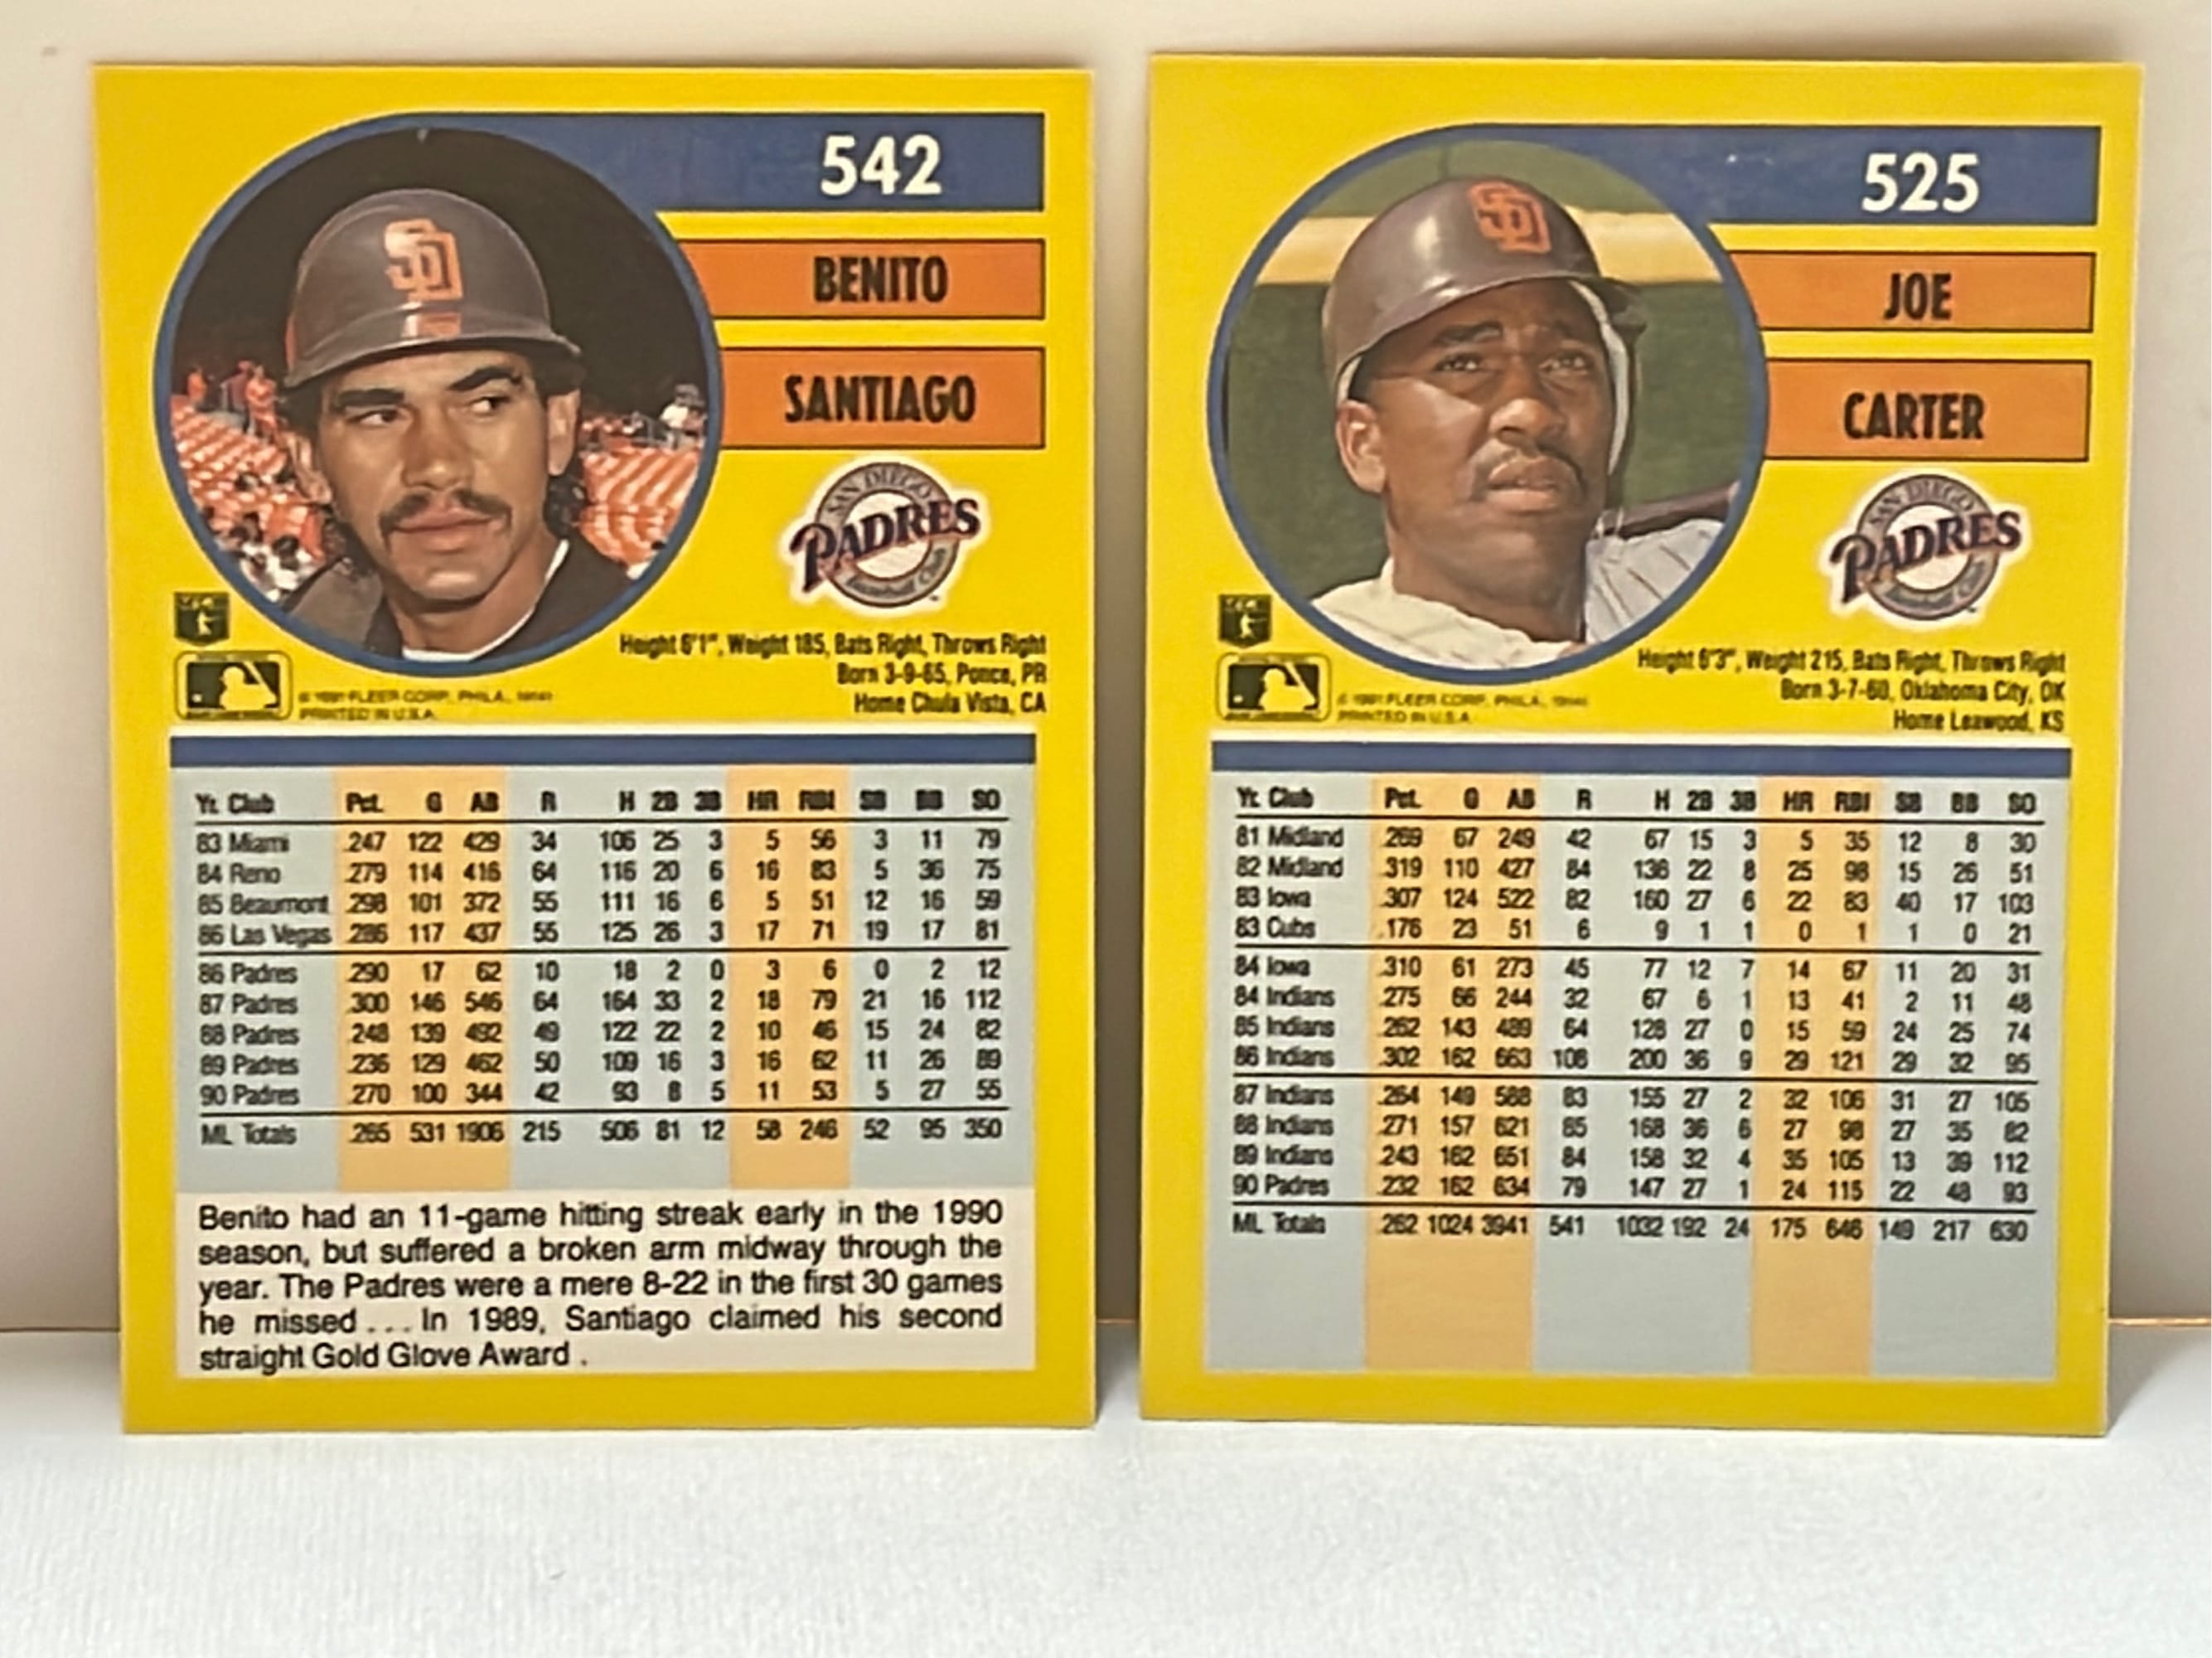 542
BENITO
SANTIAGO
SAN DIEGO
PADRES
Baseball Club
Height 6'1", Weight 185, Bats Right, Throws Right
Born 3-9-65, Ponce, PR
Home Chula Vista, CA
© 1991 FLEER CORP. PHILA.,
PRINTED IN U.S.A.
Yr. Club Pct. G AB R H 2B 3B HR RBI SB BB SO
83 Miami .247 122 429 34 106 25 3 5 56 3 11 79
84 Reno .279 114 416 64 116 20 6 16 83 5 36 75
85 Beaumont .298 101 372 55 111 16 6 5 51 12 16 59
86 Las Vegas .286 117 437 55 125 26 3 17 71 19 17 81
86 Padres .290 17 62 10 18 2 0 3 6 0 2 12
87 Padres .300 146 546 64 164 33 2 18 79 21 16 112
88 Padres .248 139 492 49 122 22 2 10 46 15 24 82
89 Padres .236 129 462 50 109 16 3 16 62 11 26 89
90 Padres .270 100 344 42 93 8 5 11 53 5 27 55
ML Totals .265 531 1906 215 506 81 12 58 246 52 95 350
Benito had an 11-game hitting streak early in the 1990
season, but suffered a broken arm midway through the
year. The Padres were a mere 8-22 in the first 30 games
he missed . . . In 1989, Santiago claimed his second
straight Gold Glove Award .
525
JOE
CARTER
SAN DIEGO
PADRES
Baseball Club
Height 6'3", Weight 215, Bats Right, Throws Right
Born 3-7-60, Oklahoma City, OK
Home Leawood, KS
© 1991 FLEER CORP. PHILA.,
PRINTED IN U.S.A.
Yr. Club Pct. G AB R H 2B 3B HR RBI SB BB SO
81 Midland .269 67 249 42 67 15 3 5 35 12 8 30
82 Midland .319 110 427 84 136 22 8 25 98 15 26 51
83 Iowa .307 124 522 82 160 27 6 22 83 40 17 103
83 Cubs .176 23 51 6 9 1 1 0 1 1 0 21
84 Iowa .310 61 273 45 77 12 7 14 67 11 20 31
84 Indians .275 66 244 32 67 6 1 13 41 2 11 48
85 Indians .262 143 489 64 128 27 0 15 59 24 25 74
86 Indians .302 162 663 108 200 36 9 29 121 29 32 95
87 Indians .264 149 588 83 155 27 2 32 106 31 27 105
88 Indians .271 157 621 85 168 36 6 27 98 27 35 82
89 Indians .243 162 651 84 158 32 4 35 105 13 39 112
90 Padres .232 162 634 79 147 27 1 24 115 22 48 93
ML Totals .262 1024 3941 541 1032 192 24 175 646 149 217 630